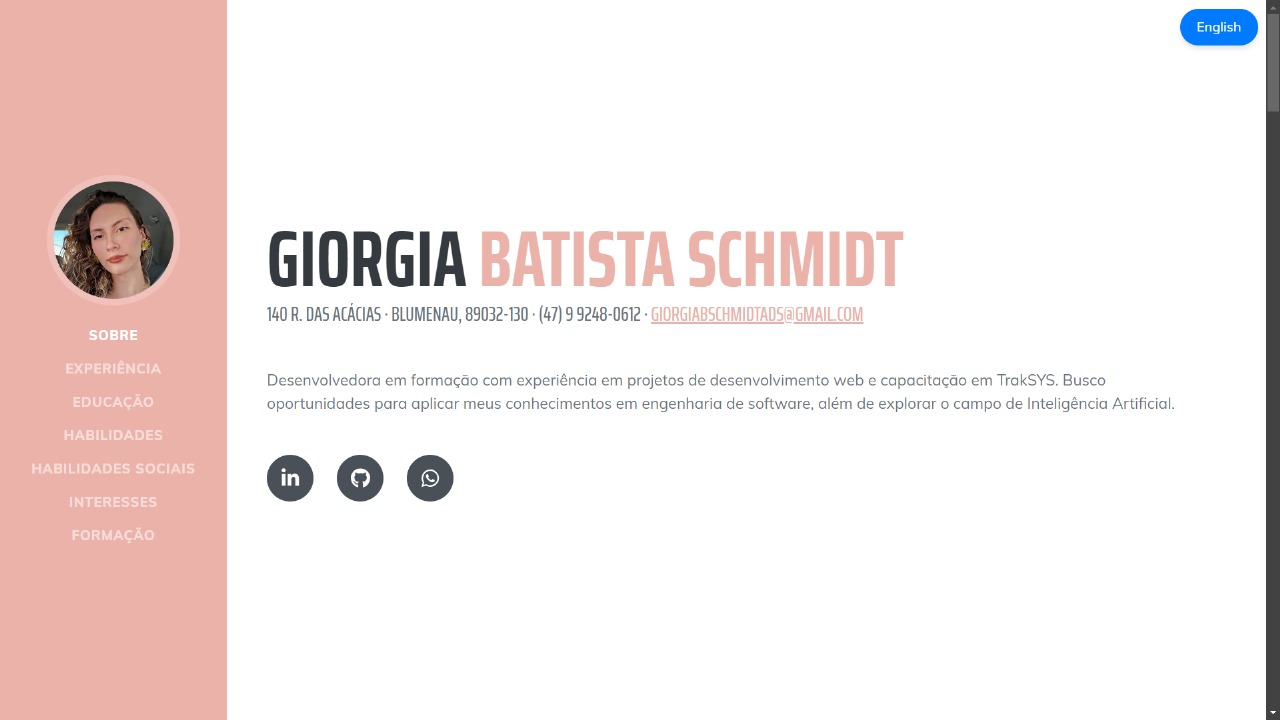 English
SOBRE
EXPERIÊNCIA
EDUCAÇÃO
HABILIDADES
HABILIDADES SOCIAIS
INTERESSES
FORMAÇÃO
GIORGIA BATISTA SCHMIDT
140 R. DAS ACÁCIAS · BLUMENAU, 89032-130 · (47) 9 9248-0612 · GIORGIABSCHMIDTADS@GMAIL.COM
Desenvolvedora em formação com experiência em projetos de desenvolvimento web e capacitação em TrakSYS. Busco
oportunidades para aplicar meus conhecimentos em engenharia de software, além de explorar o campo de Inteligência Artificial.
in